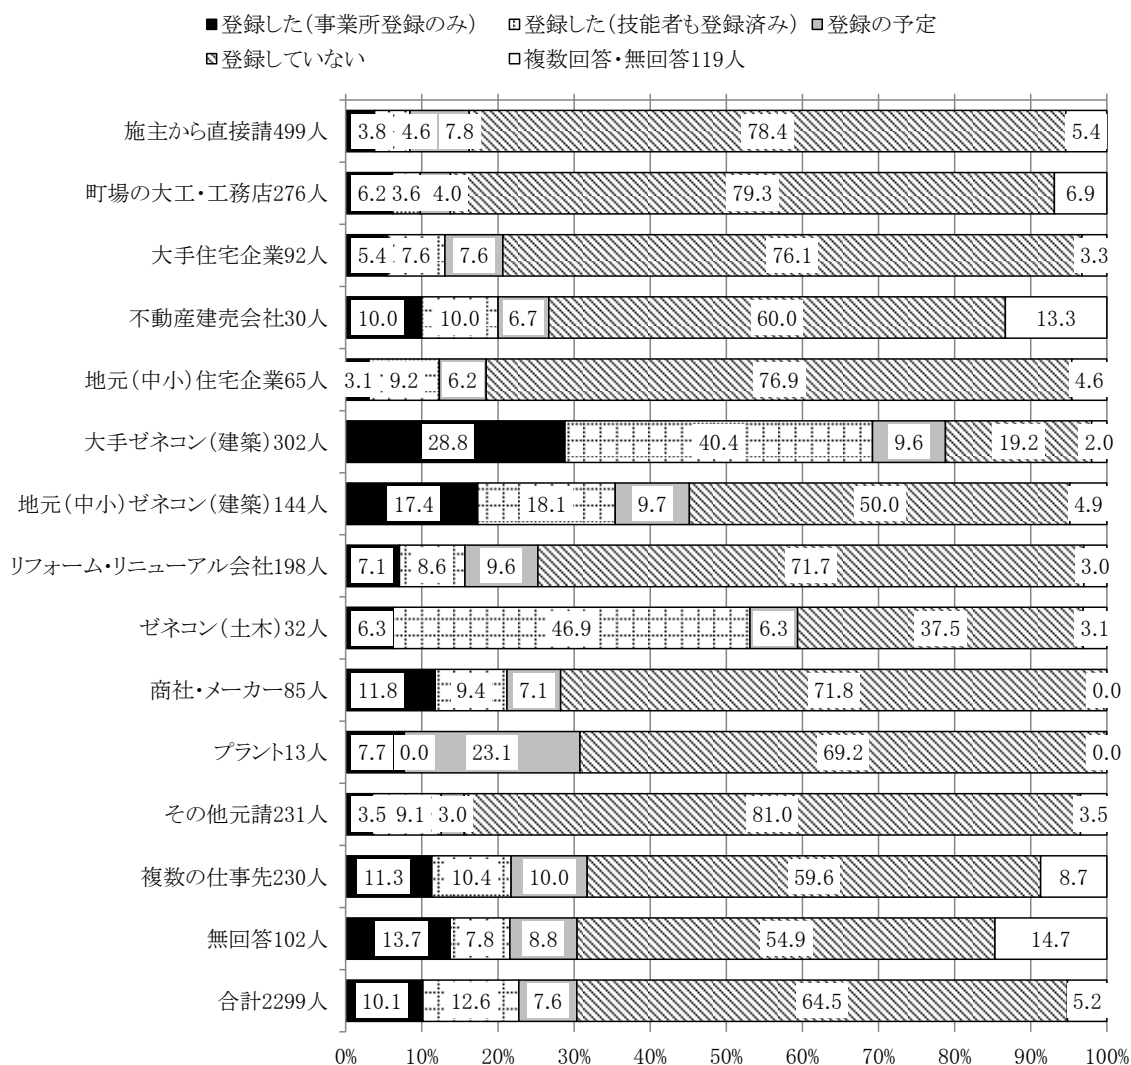 ■登録した（事業所登録のみ） 登録した（技能者も登録済み） 登録の予定
登録していない □複数回答・無回答119人
施主から直接請499人 3.8 4.6 7.8 78.4 5.4
町場の大工・工務店276人 6.2 3.6 4.0 79.3 6.9
大手住宅企業92人 5.4 7.6 7.6 76.1 3.3
不動産建売会社30人 10.0 10.0 6.7 60.0 13.3
地元（中小）住宅企業65人 3.1 9.2 6.2 76.9 4.6
大手ゼネコン（建築）302人 28.8 40.4 9.6 19.2 2.0
地元（中小）ゼネコン（建築）144人 17.4 18.1 9.7 50.0 4.9
リフォーム・リニューアル会社198人 7.1 8.6 9.6 71.7 3.0
ゼネコン（土木）32人 6.3 46.9 6.3 37.5 3.1
商社・メーカー85人 11.8 9.4 7.1 71.8 0.0
プラント13人 7.7 0.0 23.1 69.2 0.0
その他元請231人 3.5 9.1 3.0 81.0 3.5
複数の仕事先230人 11.3 10.4 10.0 59.6 8.7
無回答102人 13.7 7.8 8.8 54.9 14.7
合計2299人 10.1 12.6 7.6 64.5 5.2
0% 10% 20% 30% 40% 50% 60% 70% 80% 90% 100%